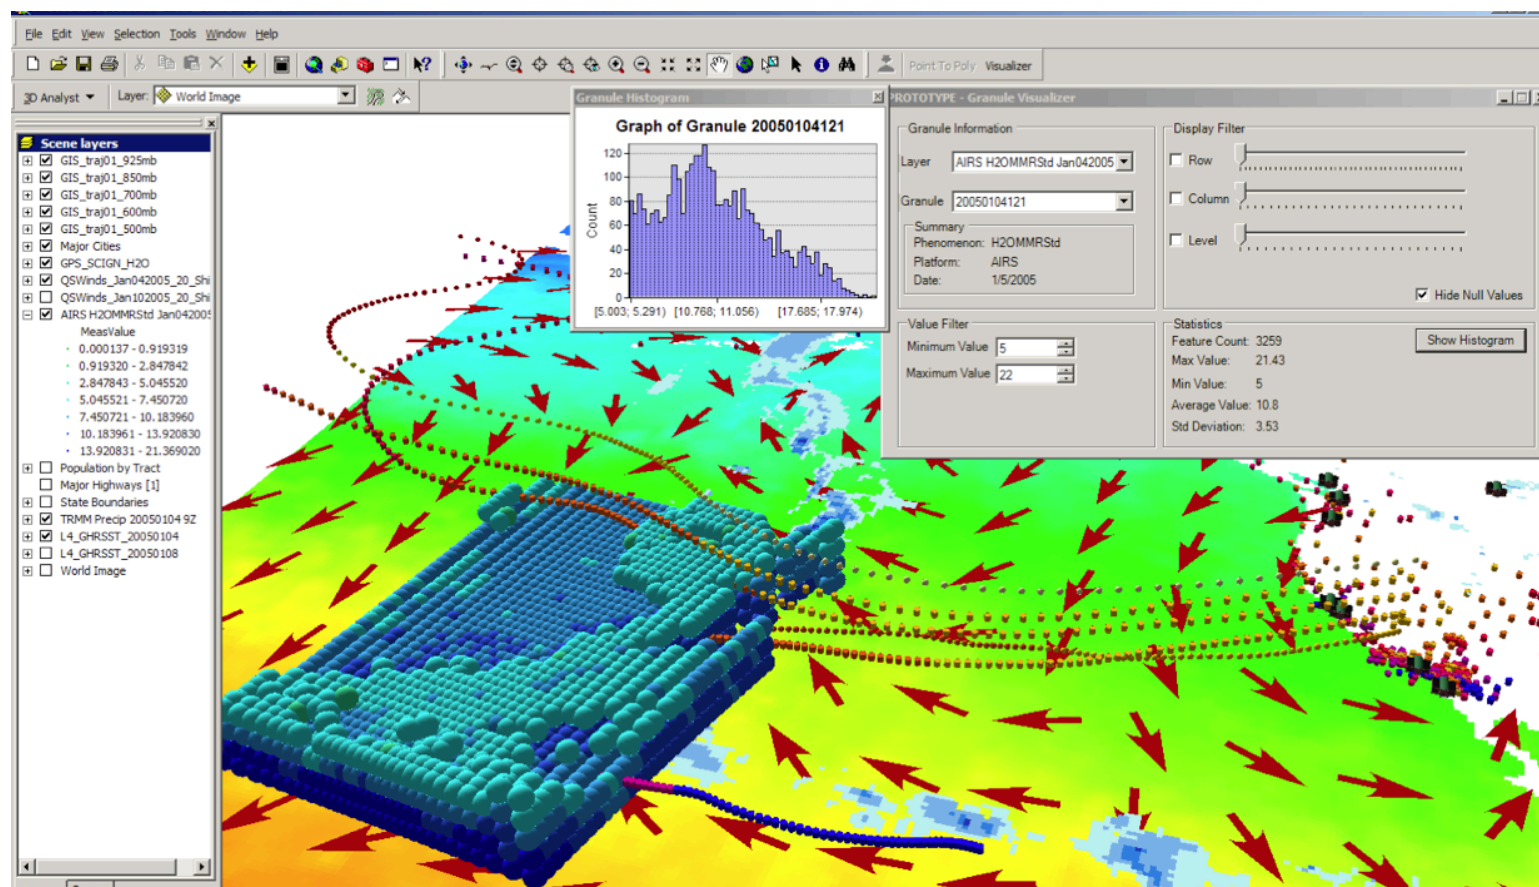 File Edit View Selection Tools Window Help
Point To Poly Visualizer
3D Analyst Layer: World Image
Scene layers
GIS_traj01_925mb
GIS_traj01_850mb
GIS_traj01_700mb
GIS_traj01_600mb
GIS_traj01_500mb
Major Cities
GPS_SCIGN_H2O
QSWinds_Jan042005_20_Shi
QSWinds_Jan102005_20_Shi
AIRS H2OMMRStd Jan042005
MeasValue
0.000137 - 0.919319
0.919320 - 2.847842
2.847843 - 5.045520
5.045521 - 7.450720
7.450721 - 10.183960
10.183961 - 13.920830
13.920831 - 21.369020
Population by Tract
Major Highways [1]
State Boundaries
TRMM Precip 20050104 9Z
L4_GHRSST_20050104
L4_GHRSST_20050108
World Image
Granule Histogram
Graph of Granule 20050104121
Count
120
100
80
60
40
20
0
[5.003; 5.291) [10.768; 11.056) [17.685; 17.974)
PROTOTYPE - Granule Visualizer
Granule Information
Layer AIRS H2OMMRStd Jan042005
Granule 20050104121
Summary
Phenomenon: H2OMMRStd
Platform: AIRS
Date: 1/5/2005
Display Filter
Row
Column
Level
Hide Null Values
Value Filter
Minimum Value 5
Maximum Value 22
Statistics
Feature Count: 3259
Max Value: 21.43
Min Value: 5
Average Value: 10.8
Std Deviation: 3.53
Show Histogram